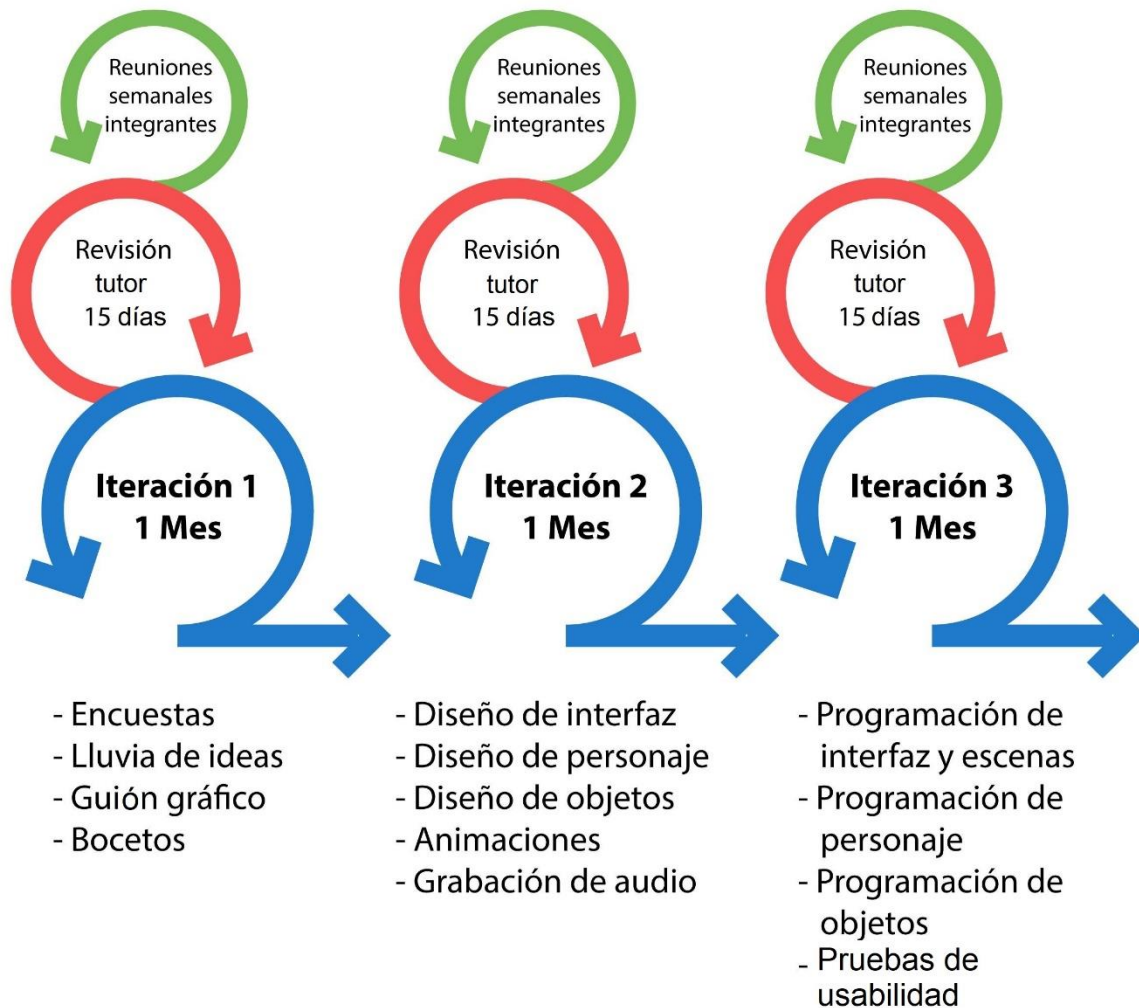 Reuniones
semanales
integrantes
Revisión
tutor
15 días
Iteración 1
1 Mes
- Encuestas
- Lluvia de ideas
- Guión gráfico
- Bocetos
Reuniones
semanales
integrantes
Revisión
tutor
15 días
Iteración 2
1 Mes
- Diseño de interfaz
- Diseño de personaje
- Diseño de objetos
- Animaciones
- Grabación de audio
Reuniones
semanales
integrantes
Revisión
tutor
15 días
Iteración 3
1 Mes
- Programación de
interfaz y escenas
- Programación de
personaje
- Programación de
objetos
- Pruebas de
usabilidad